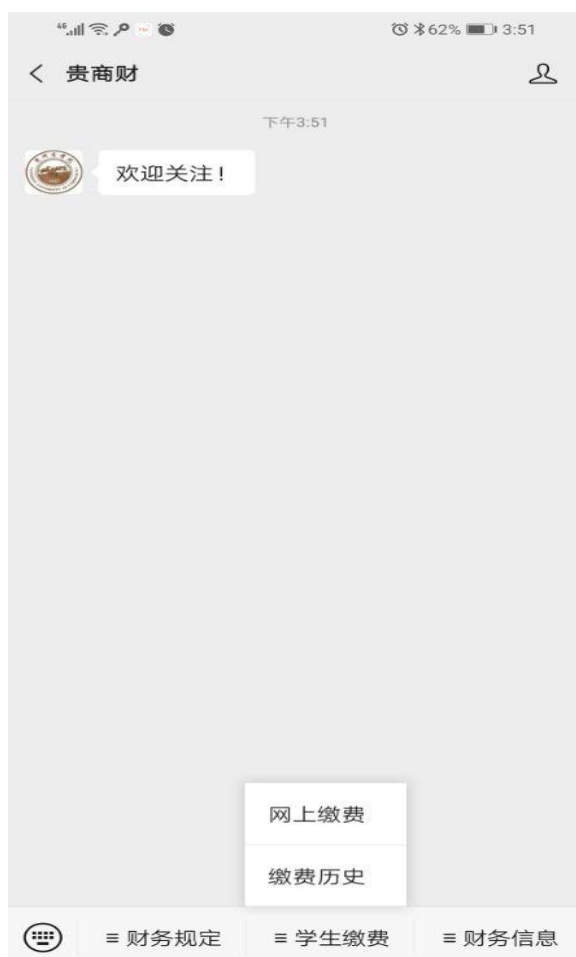 46 62% 3:51
贵商财
下午3:51
欢迎关注！
网上缴费
缴费历史
≡ 财务规定 ≡ 学生缴费 ≡ 财务信息